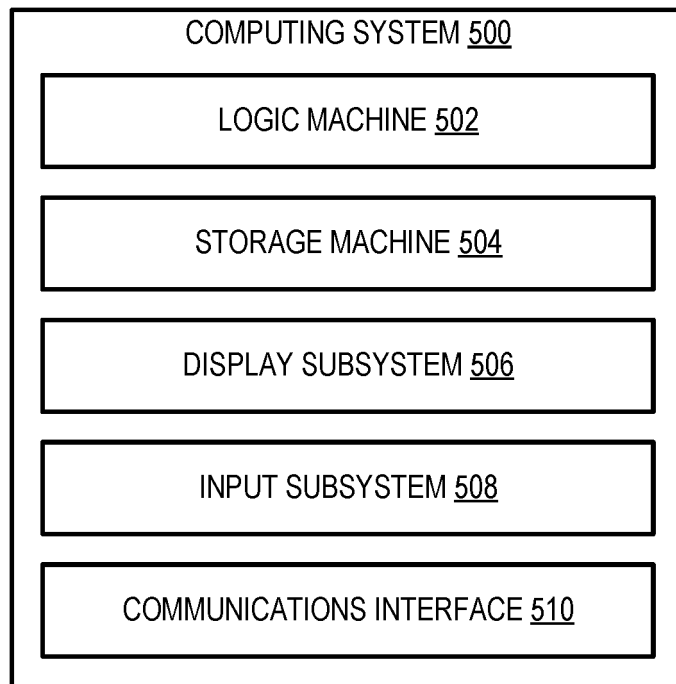 COMPUTING SYSTEM 500
LOGIC MACHINE 502
STORAGE MACHINE 504
DISPLAY SUBSYSTEM 506
INPUT SUBSYSTEM 508
COMMUNICATIONS INTERFACE 510